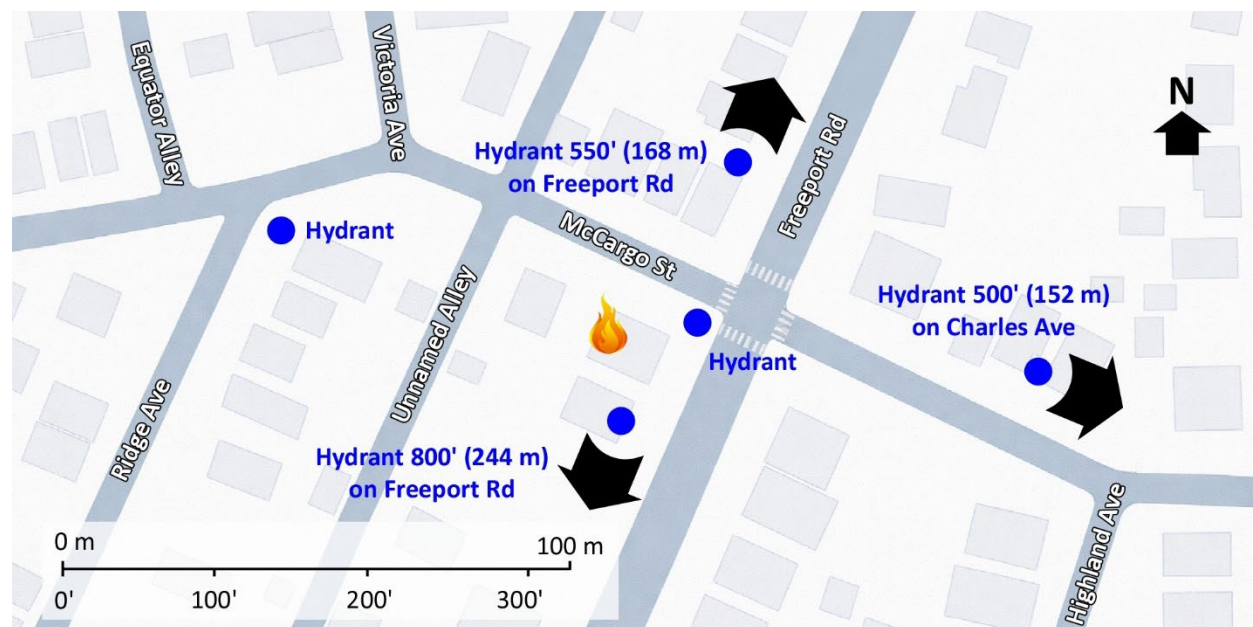 Equator Alley
Victoria Ave
N
Hydrant 550' (168 m)
on Freeport Rd
Freeport Rd
Hydrant
McCargo St
Hydrant 500' (152 m)
on Charles Ave
Unnamed Alley
Hydrant
Ridge Ave
Hydrant 800' (244 m)
on Freeport Rd
Highland Ave
0 m
100 m
0'
100'
200'
300'